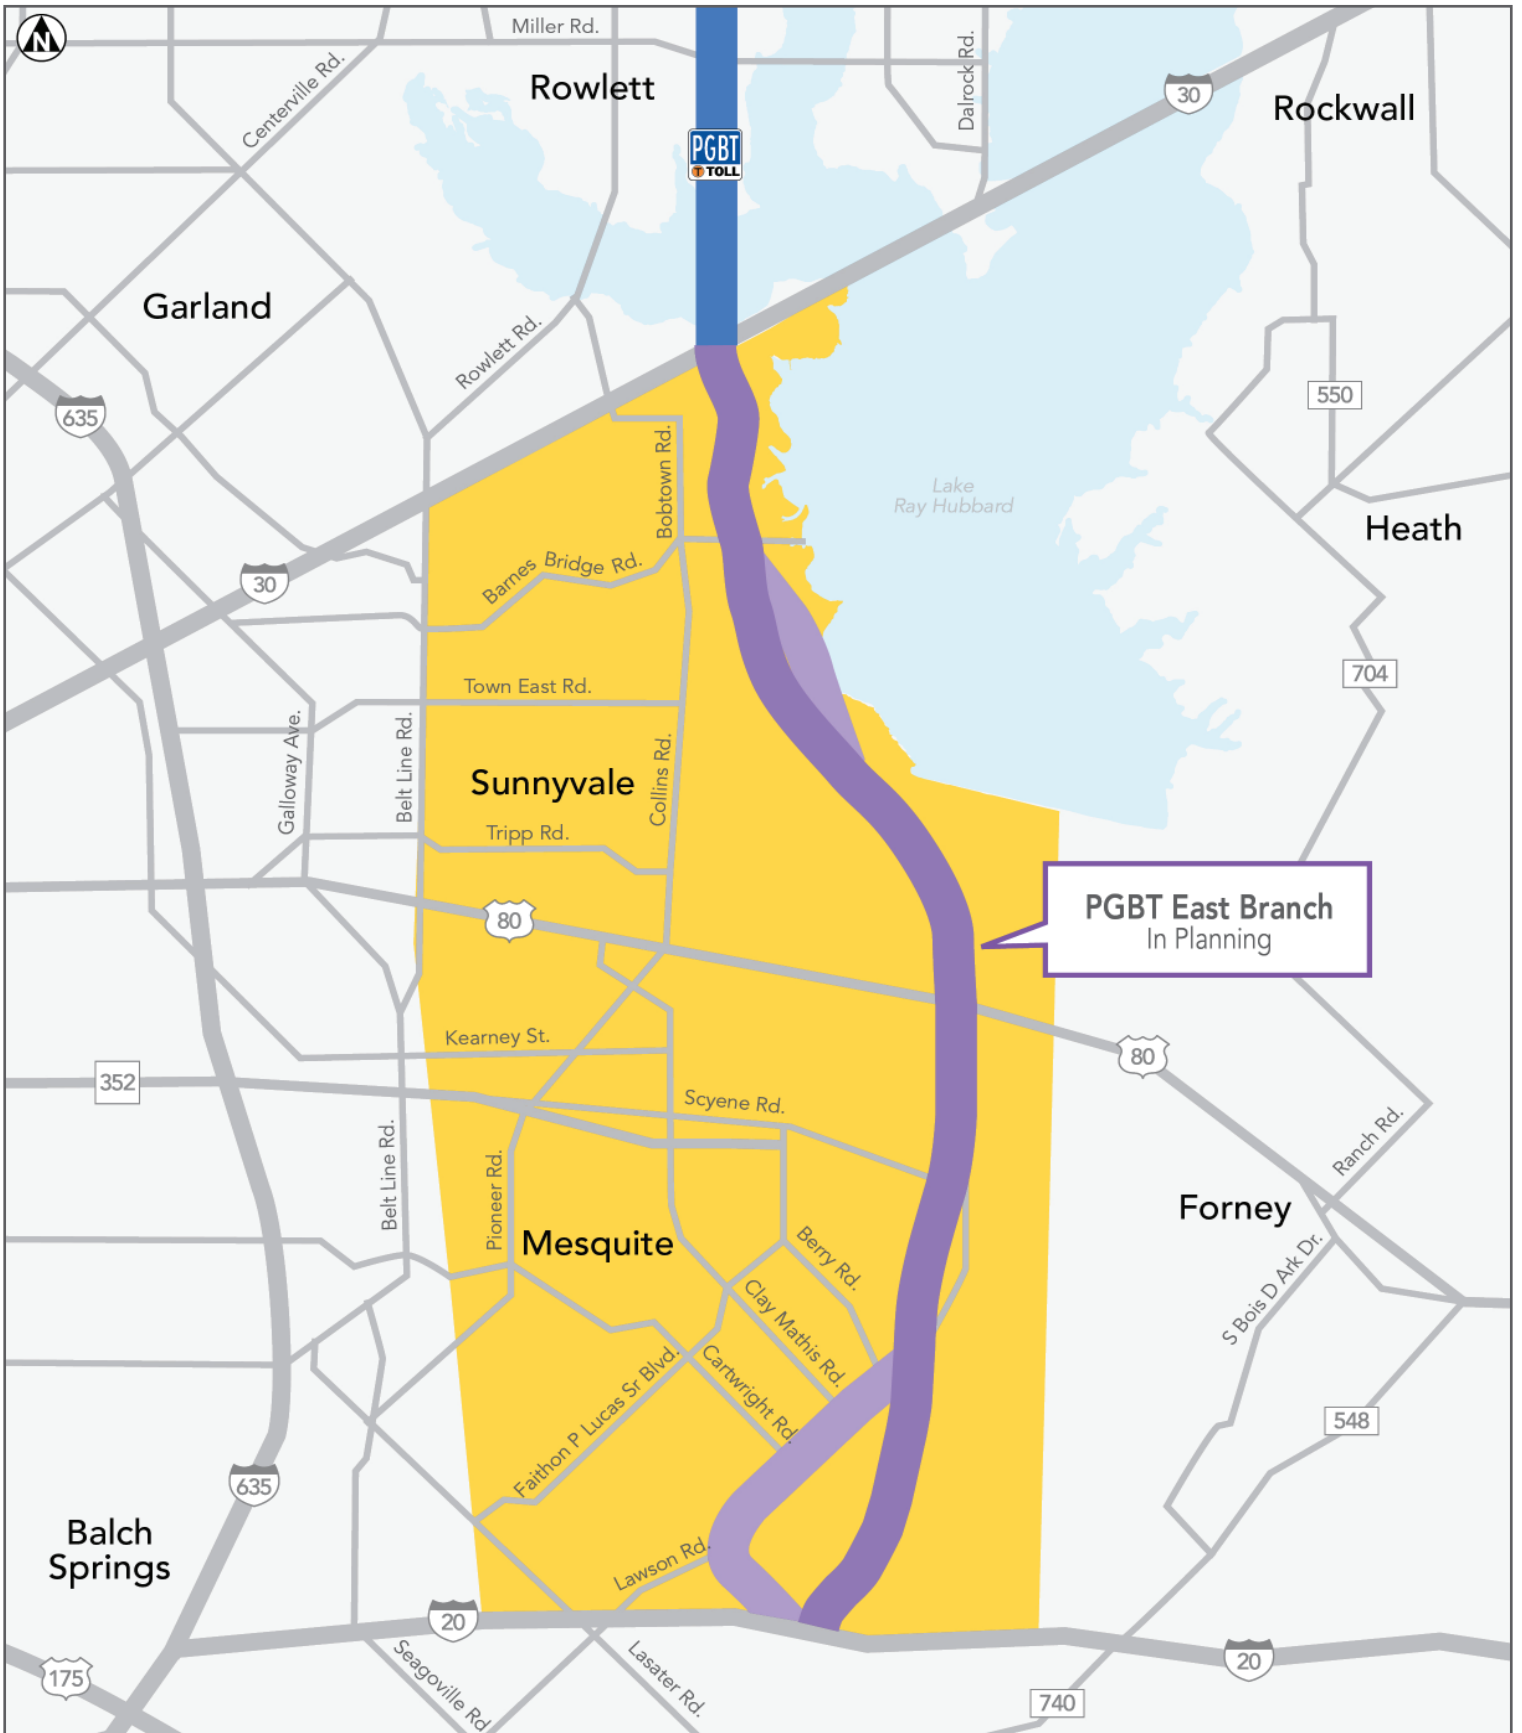 N
Miller Rd.
Rowlett
Centerville Rd.
Dalrock Rd.
30
Rockwall
PGBT
T TOLL
Garland
Rowlett Rd.
635
550
Bobtown Rd.
Lake
Ray Hubbard
Heath
30
Barnes Bridge Rd.
704
Town East Rd.
Galloway Ave.
Belt Line Rd.
Sunnyvale
Collins Rd.
Tripp Rd.
80
PGBT East Branch
In Planning
Kearney St.
80
352
Scyene Rd.
Belt Line Rd.
Pioneer Rd.
Ranch Rd.
Forney
Mesquite
Berry Rd.
S Bois D Ark Dr.
Clay Mathis Rd.
Cartwright Rd.
Faithon P Lucas Sr Blvd.
548
635
Balch
Springs
Lawson Rd.
20
20
175
Seagoville Rd
Lasater Rd.
740